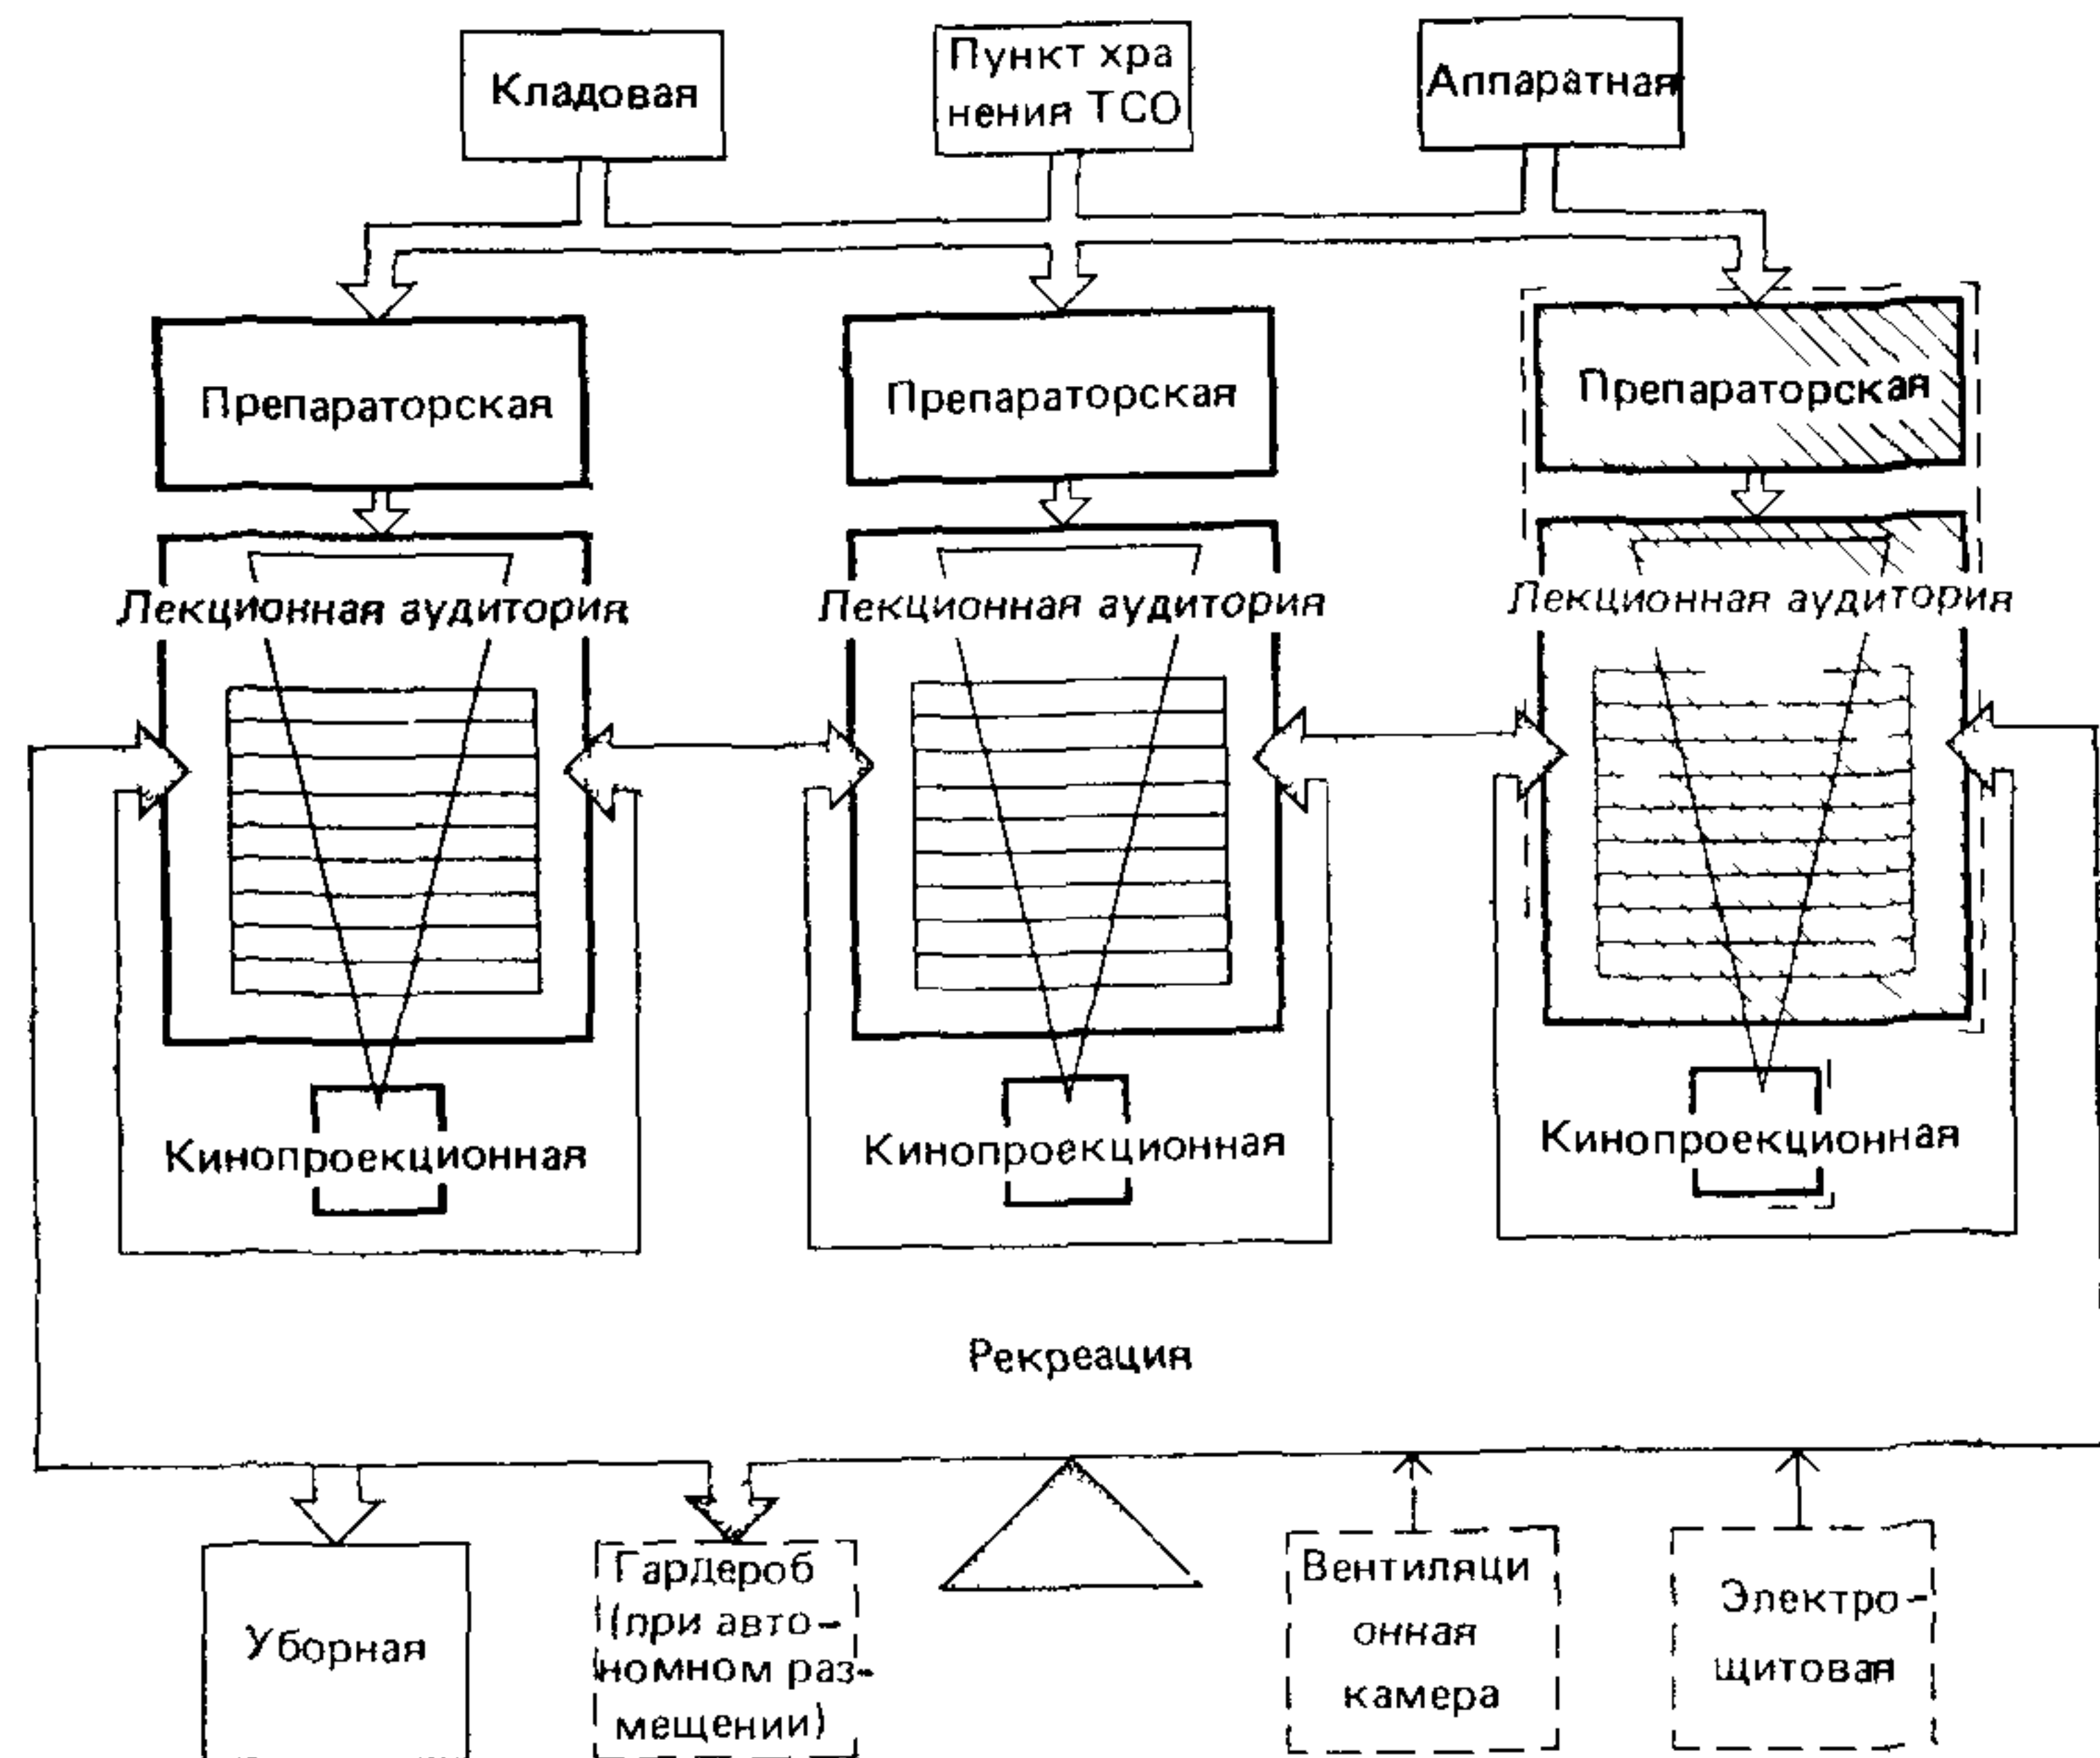 Кладовая
Пункт хра
нения ТСО
Аппаратная
Препараторская
Препараторская
Препараторская
Лекционная аудитория
Лекционная аудитория
Лекционная аудитория
Кинопроекционная
Кинопроекционная
Кинопроекционная
Рекреация
Уборная
Гардероб
(при авто-
номном раз-
мещении)
Вентиляци
онная
камера
Электро-
щитовая